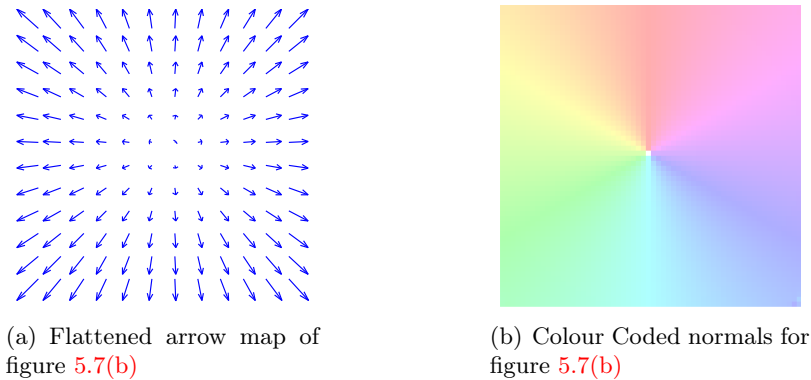 (a) Flattened arrow map of
figure 5.7(b)
(b) Colour Coded normals for
figure 5.7(b)